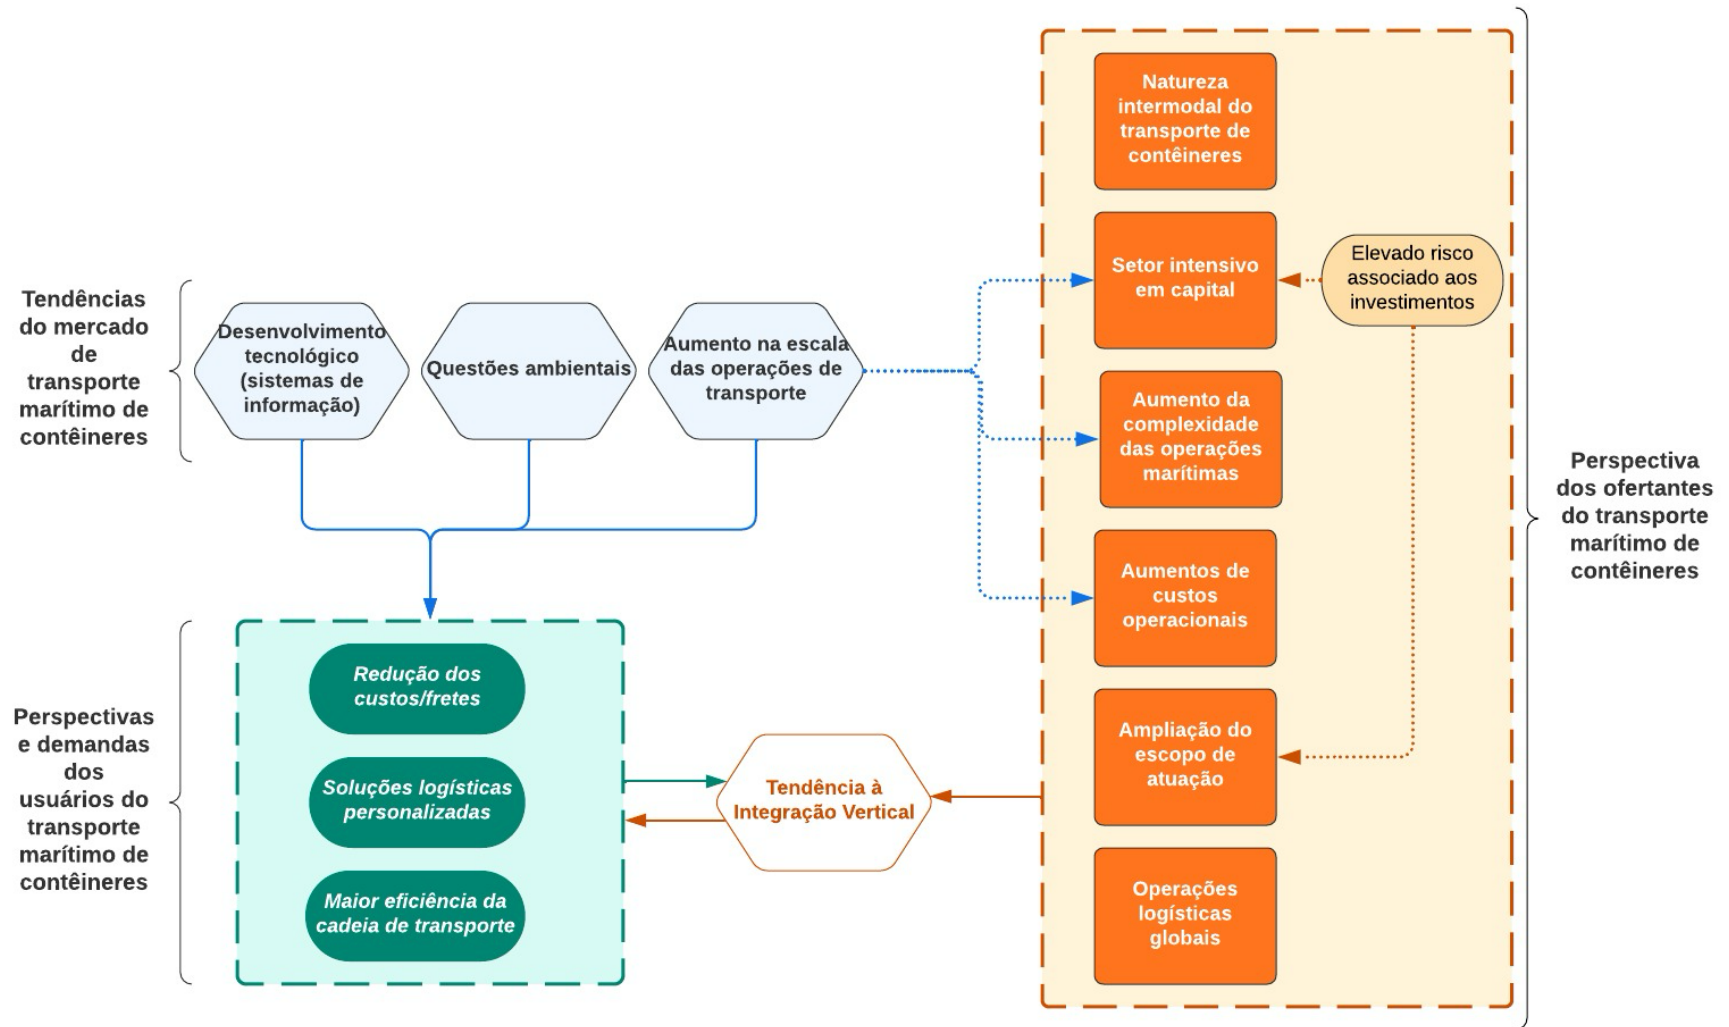 Tendências
do mercado
de
transporte
marítimo de
contêineres
Desenvolvimento
tecnológico
(sistemas de
informação)
Questões ambientais
Aumento na escala
das operações de
transporte
Natureza
intermodal do
transporte de
contêineres
Setor intensivo
em capital
Elevado risco
associado aos
investimentos
Aumento da
complexidade
das operações
marítimas
Aumentos de
custos
operacionais
Ampliação do
escopo de
atuação
Operações
logísticas
globais
Perspectiva
dos ofertantes
do transporte
marítimo de
contêineres
Perspectivas
e demandas
dos
usuários do
transporte
marítimo de
contêineres
Redução dos
custos/fretes
Soluções logísticas
personalizadas
Maior eficiência da
cadeia de transporte
Tendência à
Integração Vertical